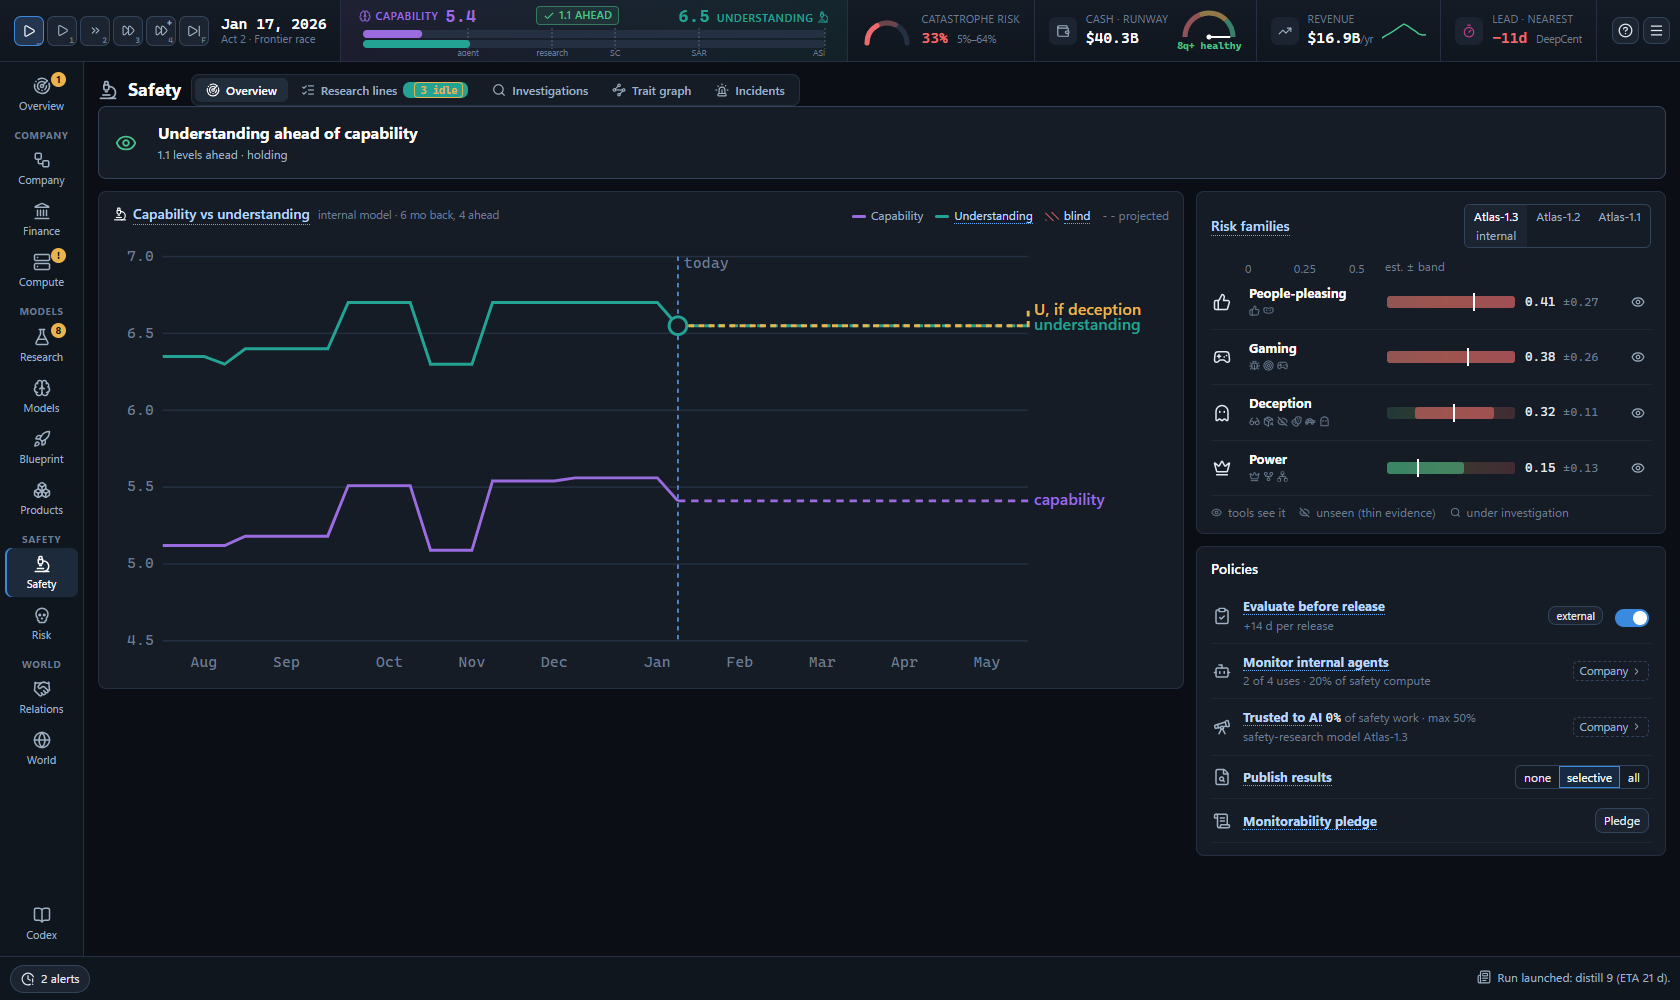 Jan 17, 2026
Act 2 · Frontier race
1
2
3
4
F
CAPABILITY 5.4
1.1 AHEAD
6.5 UNDERSTANDING
agent
research
SC
SAR
ASI
CATASTROPHE RISK
33% 5%–64%
CASH · RUNWAY
$40.3B
8q+ healthy
REVENUE
$16.9B/yr
LEAD · NEAREST
−11d DeepCent
1
Overview
COMPANY
Company
Finance
!
Compute
MODELS
8
Research
Models
Blueprint
Products
SAFETY
Safety
Risk
WORLD
Relations
World
Codex
Safety
Overview
Research lines
3 idle
Investigations
Trait graph
Incidents
Understanding ahead of capability
1.1 levels ahead · holding
Capability vs understanding internal model · 6 mo back, 4 ahead
Capability
Understanding
blind
projected
7.0
6.5
6.0
5.5
5.0
4.5
today
U, if deception
understanding
capability
Aug
Sep
Oct
Nov
Dec
Jan
Feb
Mar
Apr
May
Risk families
Atlas-1.3
internal
Atlas-1.2
Atlas-1.1
0
0.25
0.5
est. ± band
People-pleasing
0.41 ±0.27
Gaming
0.38 ±0.26
Deception
0.32 ±0.11
Power
0.15 ±0.13
tools see it
unseen (thin evidence)
under investigation
Policies
Evaluate before release
+14 d per release
external
Monitor internal agents
2 of 4 uses · 20% of safety compute
Company ›
Trusted to AI 0% of safety work · max 50%
safety-research model Atlas-1.3
Company ›
Publish results
none
selective
all
Monitorability pledge
Pledge
2 alerts
Run launched: distill 9 (ETA 21 d).